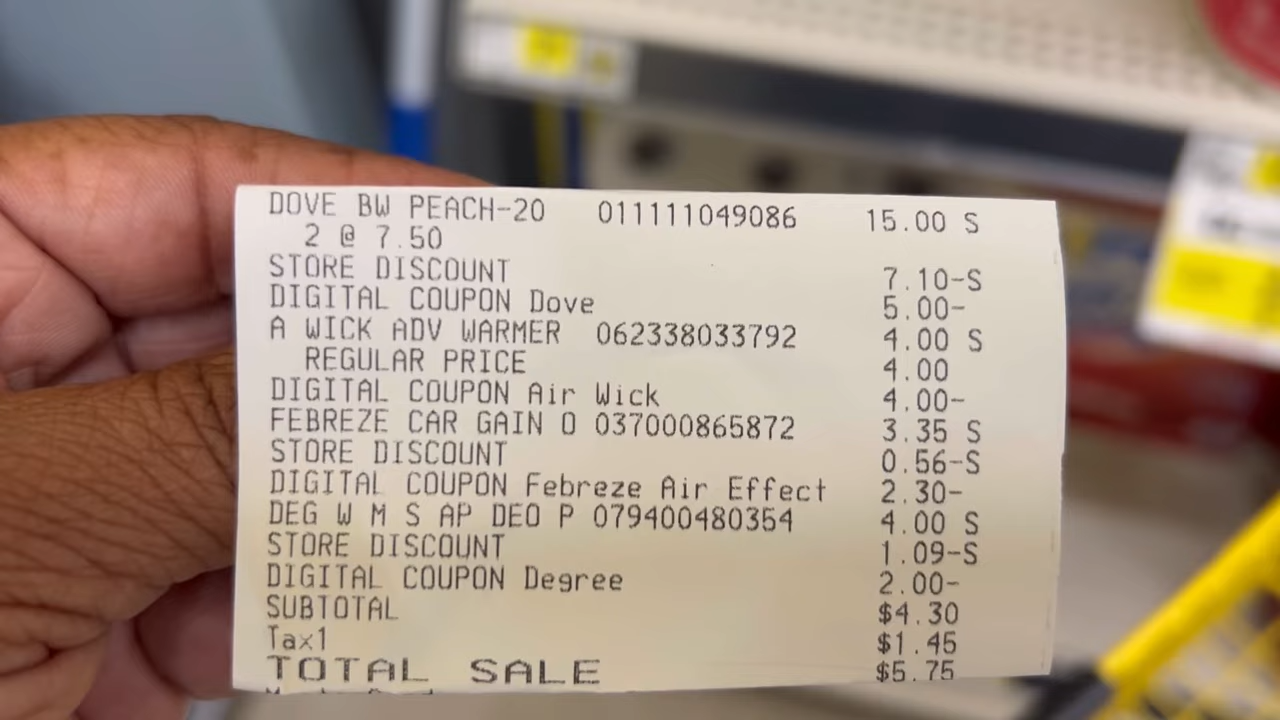 DOVE BW PEACH-20 011111049086 15.00 S
2 @ 7.50
STORE DISCOUNT 7.10-S
DIGITAL COUPON Dove 5.00-
A WICK ADV WARMER 062338033792 4.00 S
REGULAR PRICE 4.00
DIGITAL COUPON Air Wick 4.00-
FEBREZE CAR GAIN O 037000865872 3.35 S
STORE DISCOUNT 0.56-S
DIGITAL COUPON Febreze Air Effect 2.30-
DEG W M S AP DEO P 079400480354 4.00 S
STORE DISCOUNT 1.09-S
DIGITAL COUPON Degree 2.00-
SUBTOTAL $4.30
Tax1 $1.45
TOTAL SALE $5.75